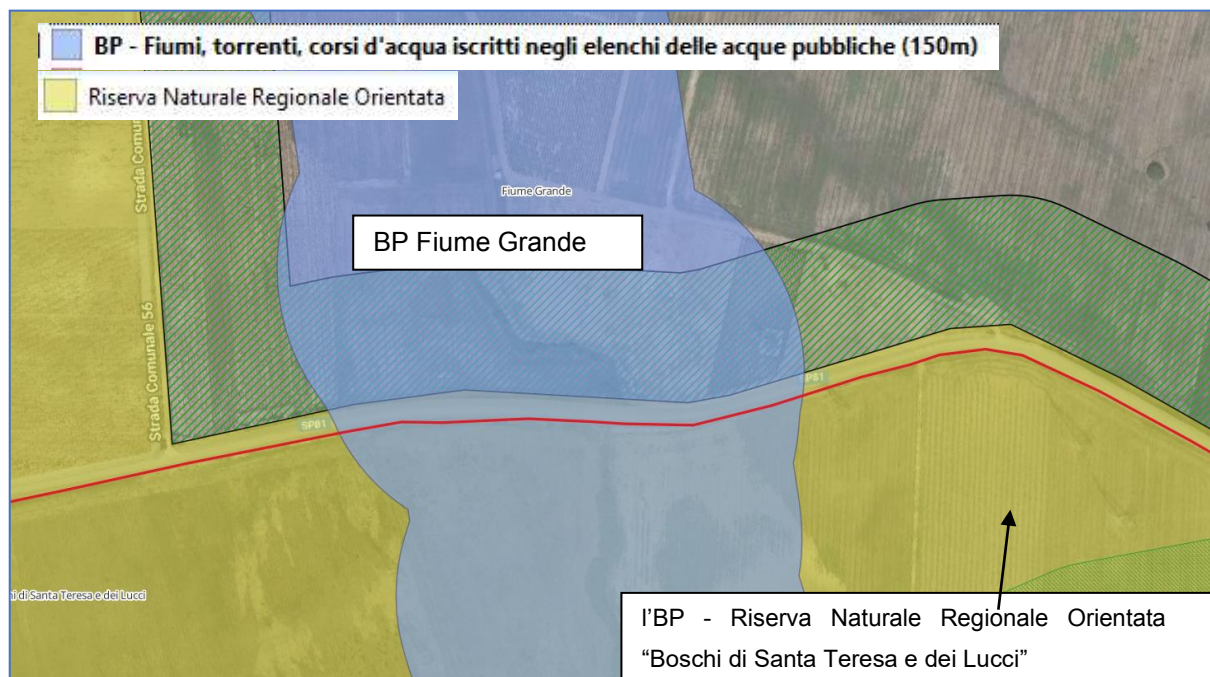 BP - Fiumi, torrenti, corsi d'acqua iscritti negli elenchi delle acque pubbliche (150m)
Riserva Naturale Regionale Orientata
Strada Comun
Fiume Grande
BP Fiume Grande
Strada Comunale 56
SP81
SP81
i di Santa Teresa e dei Lucci
l'BP - Riserva Naturale Regionale Orientata
“Boschi di Santa Teresa e dei Lucci”